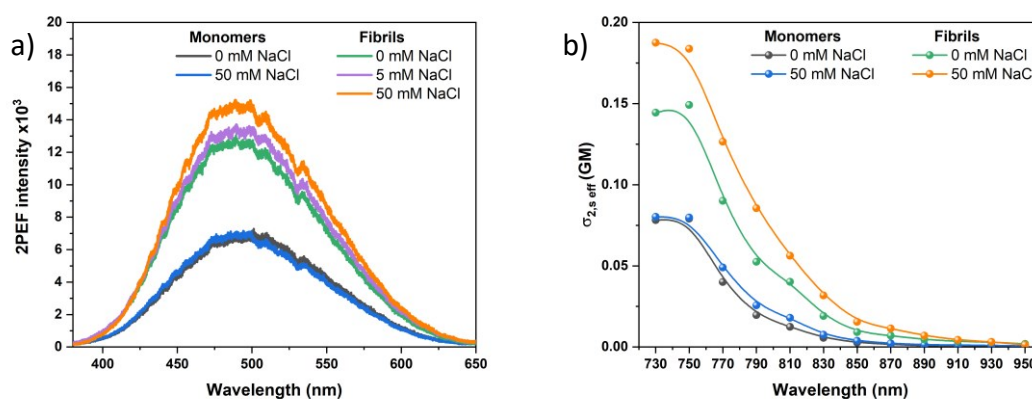 a)
2PEF intensity x10³
20
18
16
14
12
10
8
6
4
2
0
Monomers Fibrils
0 mM NaCl 0 mM NaCl
50 mM NaCl 5 mM NaCl
50 mM NaCl
400 450 500 550 600 650
Wavelength (nm)
b)
σ2,s eff (GM)
0.20
0.15
0.10
0.05
0.00
Monomers Fibrils
0 mM NaCl 0 mM NaCl
50 mM NaCl 50 mM NaCl
730 750 770 790 810 830 850 870 890 910 930 950
Wavelength (nm)